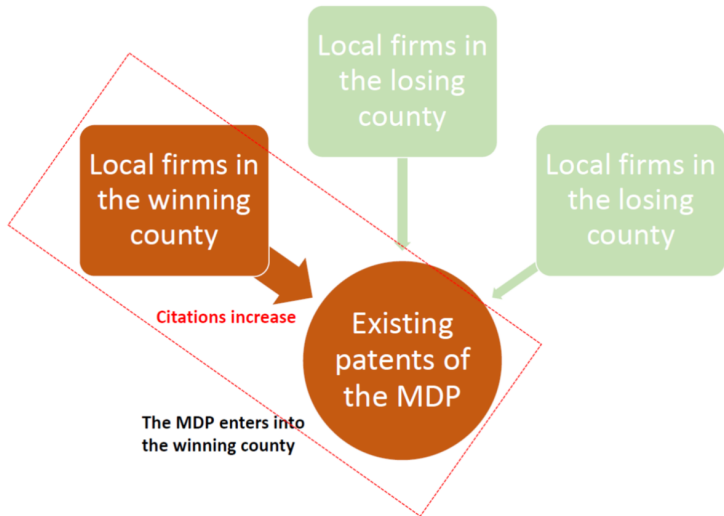 Local firms in
the losing
county
Local firms in
the winning
county
Local firms in
the losing
county
Citations increase
Existing
patents of
the MDP
The MDP enters into
the winning county